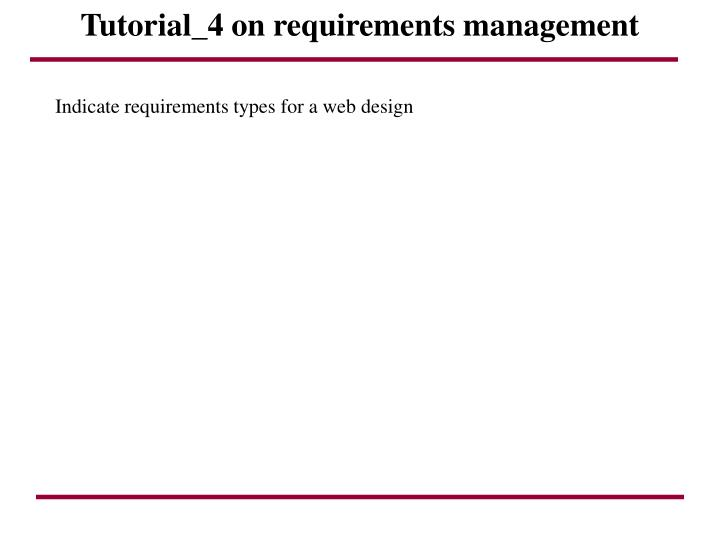 Tutorial_4 on requirements management
Indicate requirements types for a web design